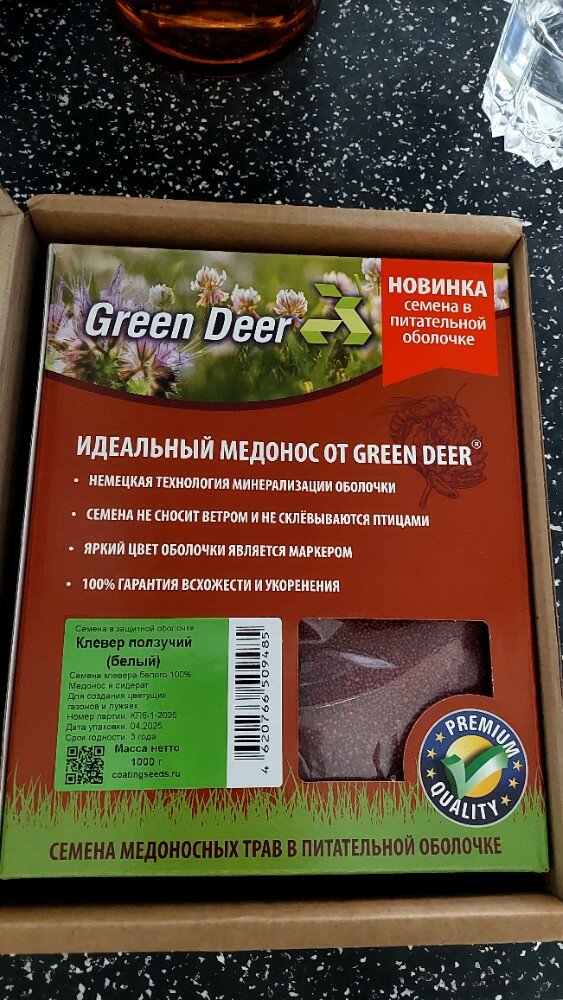 Green Deer
НОВИНКА
семена в
питательной
оболочке
ИДЕАЛЬНЫЙ МЕДОНОС ОТ GREEN DEER®
• НЕМЕЦКАЯ ТЕХНОЛОГИЯ МИНЕРАЛИЗАЦИИ ОБОЛОЧКИ
• СЕМЕНА НЕ СНОСИТ ВЕТРОМ И НЕ СКЛЁВЫВАЮТСЯ ПТИЦАМИ
• ЯРКИЙ ЦВЕТ ОБОЛОЧКИ ЯВЛЯЕТСЯ МАРКЕРОМ
• 100% ГАРАНТИЯ ВСХОЖЕСТИ И УКОРЕНЕНИЯ
Семена в защитной оболочке
Клевер ползучий
(белый)
Семена клевера белого 100%
Медонос и сидерат
Для создания цветущих
газонов и лужаек
Номер партии: КПБ-1-2025
Дата упаковки: 04.2025
Срок годности: 3 года
Масса нетто
1000 г
coatingseeds.ru
4620766509485
PREMIUM
QUALITY
СЕМЕНА МЕДОНОСНЫХ ТРАВ В ПИТАТЕЛЬНОЙ ОБОЛОЧКЕ